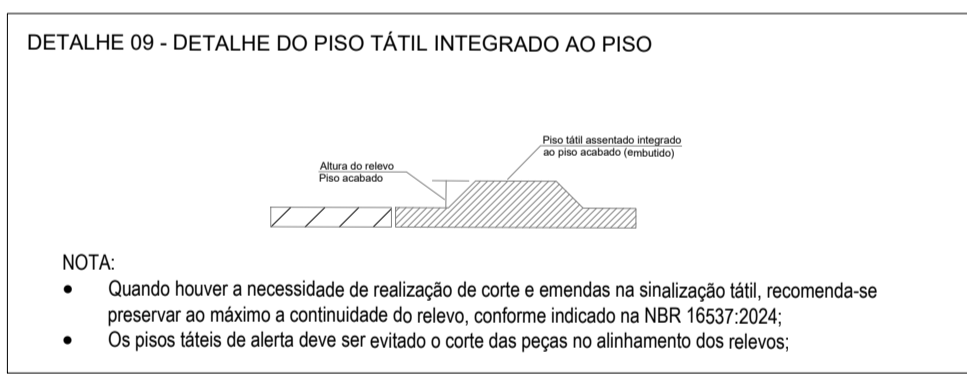 DETALHE 09 - DETALHE DO PISO TÁTIL INTEGRADO AO PISO
Piso tátil assentado integrado
ao piso acabado (embutido)
Altura do relevo
Piso acabado
NOTA:
• Quando houver a necessidade de realização de corte e emendas na sinalização tátil, recomenda-se
preservar ao máximo a continuidade do relevo, conforme indicado na NBR 16537:2024;
• Os pisos táteis de alerta deve ser evitado o corte das peças no alinhamento dos relevos;